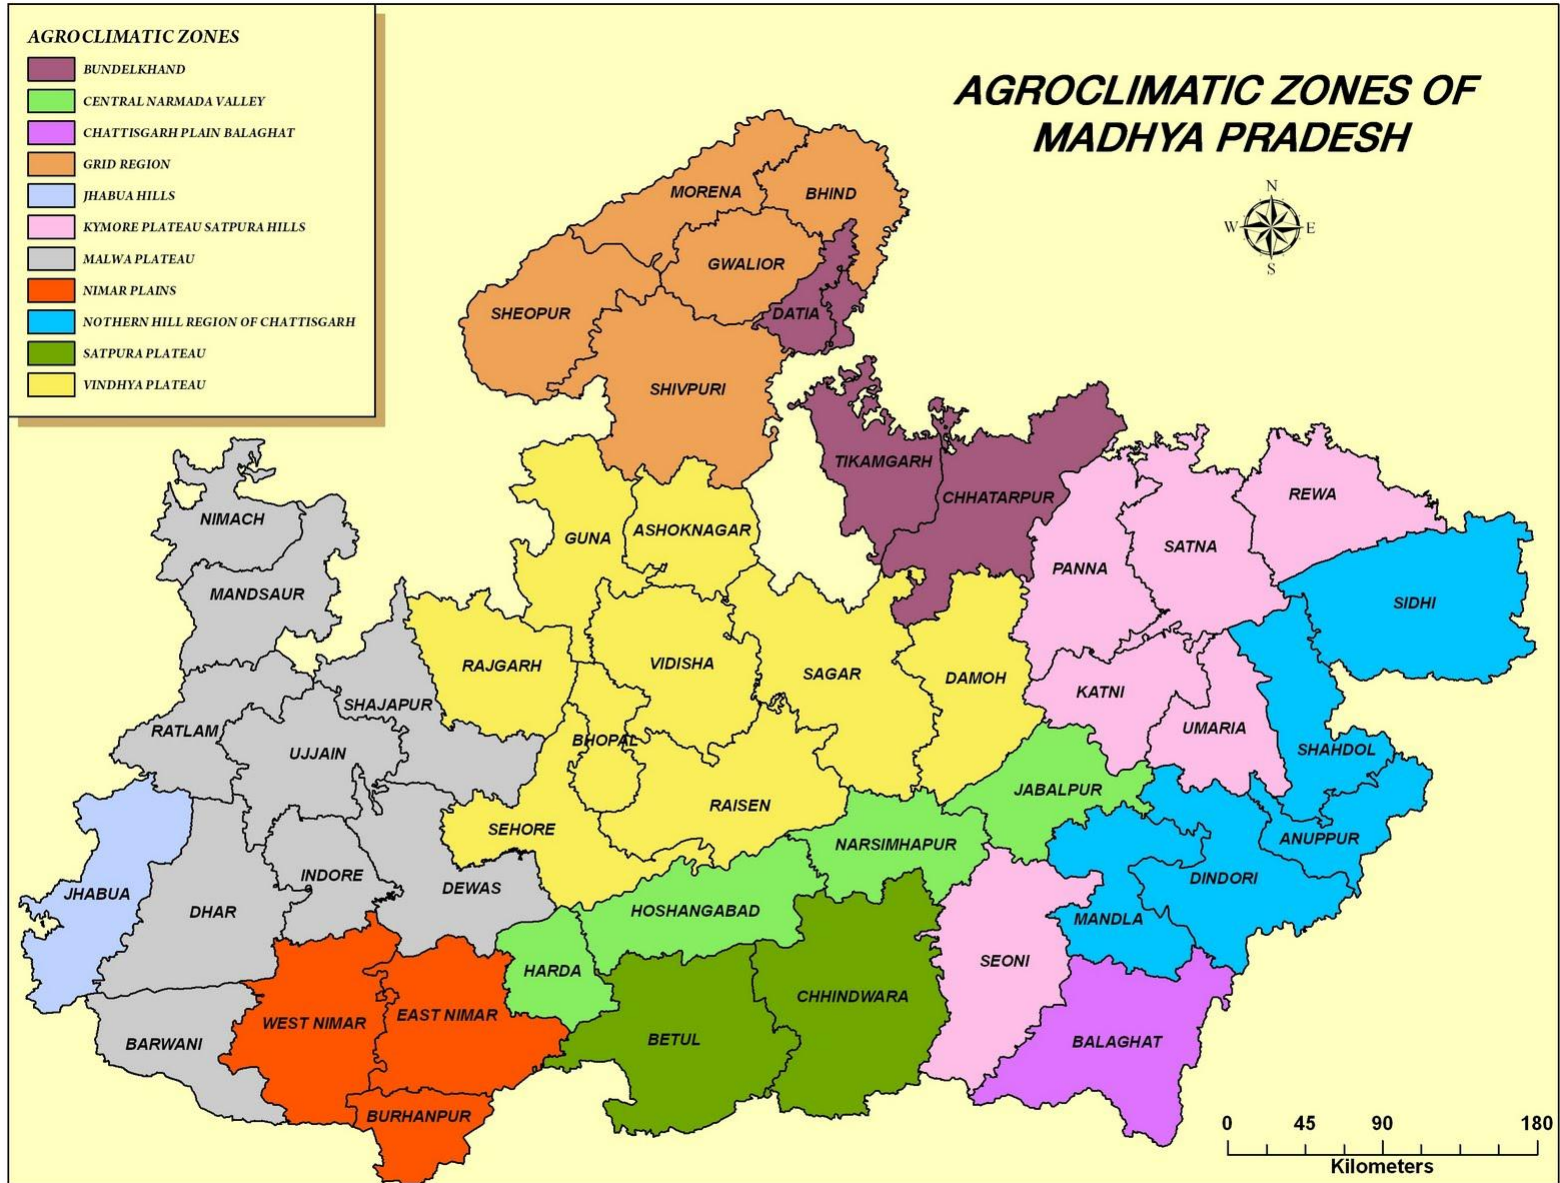 AGROCLIMATIC ZONES
BUNDELKHAND
CENTRAL NARMADA VALLEY
CHATTISGARH PLAIN BALAGHAT
GRID REGION
JHABUA HILLS
KYMORE PLATEAU SATPURA HILLS
MALWA PLATEAU
NIMAR PLAINS
NOTHERN HILL REGION OF CHATTISGARH
SATPURA PLATEAU
VINDHYA PLATEAU
AGROCLIMATIC ZONES OF
MADHYA PRADESH
N
W
E
S
MORENA
BHIND
GWALIOR
SHEOPUR
DATIA
SHIVPURI
TIKAMGARH
CHHATARPUR
REWA
NIMACH
GUNA
ASHOKNAGAR
SATNA
PANNA
MANDSAUR
SIDHI
RAJGARH
VIDISHA
SAGAR
DAMOH
KATNI
SHAJAPUR
RATLAM
UMARIA
BHOPAL
UJJAIN
SHAHDOL
JABALPUR
RAISEN
SEHORE
NARSIMHAPUR
ANUPPUR
INDORE
DEWAS
DINDORI
JHABUA
DHAR
HOSHANGABAD
MANDLA
HARDA
SEONI
CHHINDWARA
WEST NIMAR
EAST NIMAR
BETUL
BARWANI
BALAGHAT
BURHANPUR
0 45 90 180
Kilometers